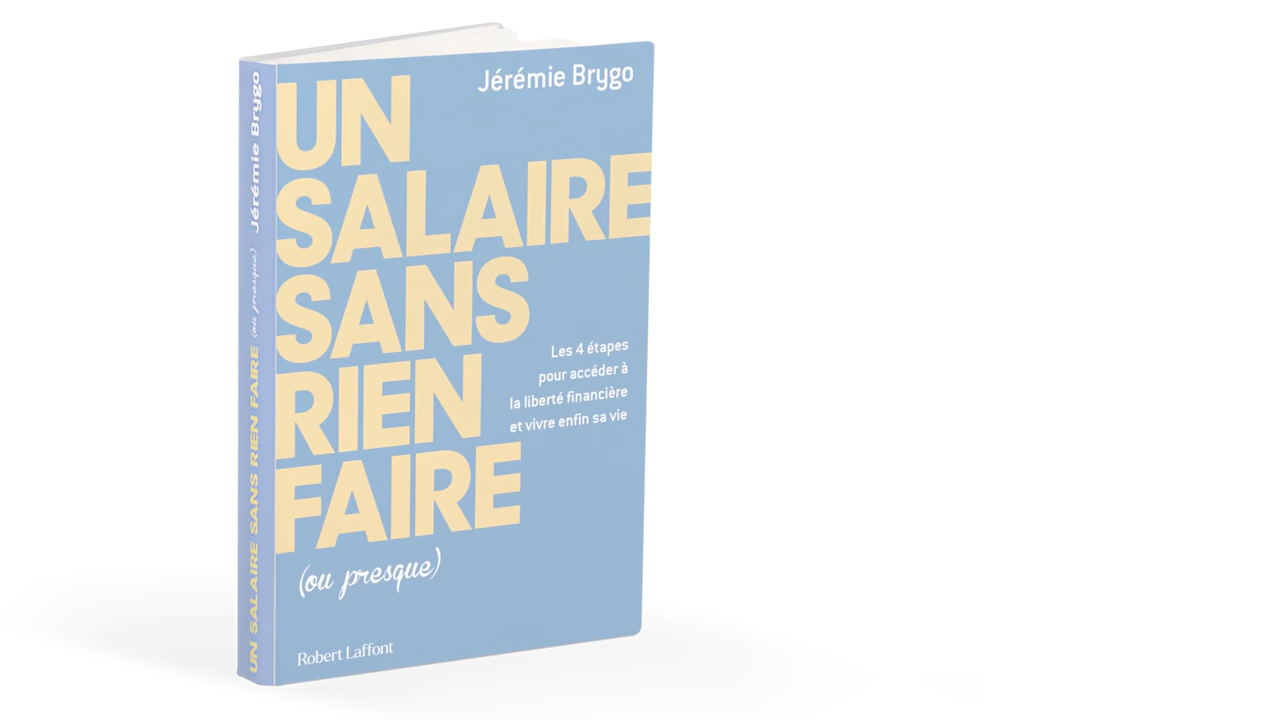 Jérémie Brygo
UN
SALAIRE
SANS
RIEN
FAIRE
(ou presque)
Les 4 étapes
pour accéder à
la liberté financière
et vivre enfin sa vie
Robert Laffont
UN SALAIRE SANS RIEN FAIRE (ou presque) Jérémie Brygo